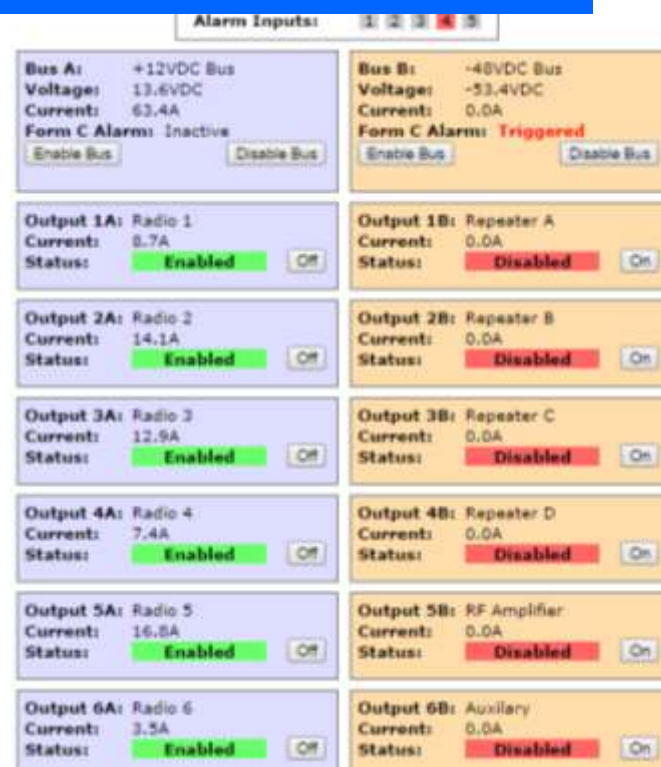 Alarm Inputs: 1 2 3 4 5
Bus A: +12VDC Bus
Voltage: 13.6VDC
Current: 63.4A
Form C Alarm: Inactive
Enable Bus Disable Bus
Bus B: -48VDC Bus
Voltage: -53.4VDC
Current: 0.0A
Form C Alarm: Triggered
Enable Bus Disable Bus
Output 1A: Radio 1
Current: 8.7A
Status: Enabled Off
Output 1B: Repeater A
Current: 0.0A
Status: Disabled On
Output 2A: Radio 2
Current: 14.1A
Status: Enabled Off
Output 2B: Repeater B
Current: 0.0A
Status: Disabled On
Output 3A: Radio 3
Current: 12.9A
Status: Enabled Off
Output 3B: Repeater C
Current: 0.0A
Status: Disabled On
Output 4A: Radio 4
Current: 7.4A
Status: Enabled Off
Output 4B: Repeater D
Current: 0.0A
Status: Disabled On
Output 5A: Radio 5
Current: 16.8A
Status: Enabled Off
Output 5B: RF Amplifier
Current: 0.0A
Status: Disabled On
Output 6A: Radio 6
Current: 3.5A
Status: Enabled Off
Output 6B: Auxilary
Current: 0.0A
Status: Disabled On